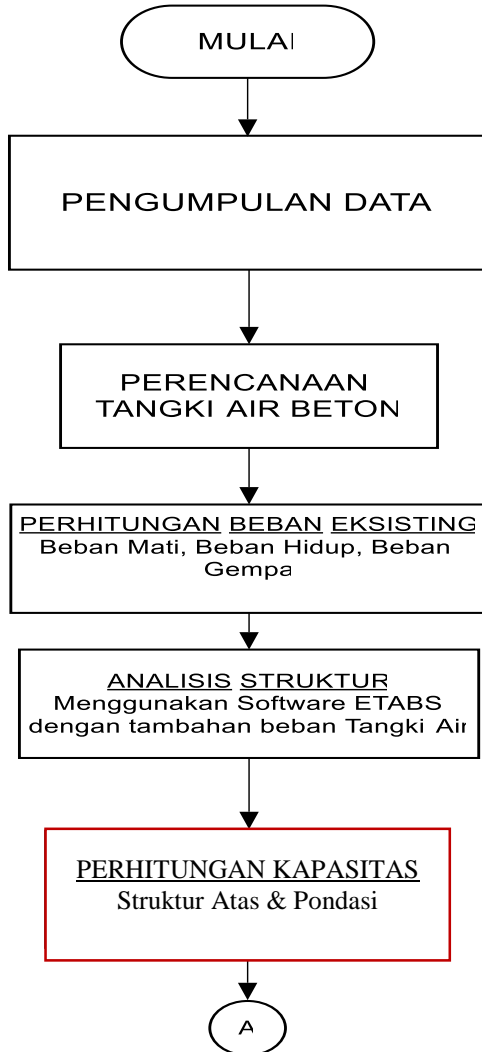 MULAI
PENGUMPULAN DATA
PERENCANAAN
TANGKI AIR BETON
PERHITUNGAN BEBAN EKSISTING
Beban Mati, Beban Hidup, Beban
Gempa
ANALISIS STRUKTUR
Menggunakan Software ETABS
dengan tambahan beban Tangki Air
PERHITUNGAN KAPASITAS
Struktur Atas & Pondasi
A